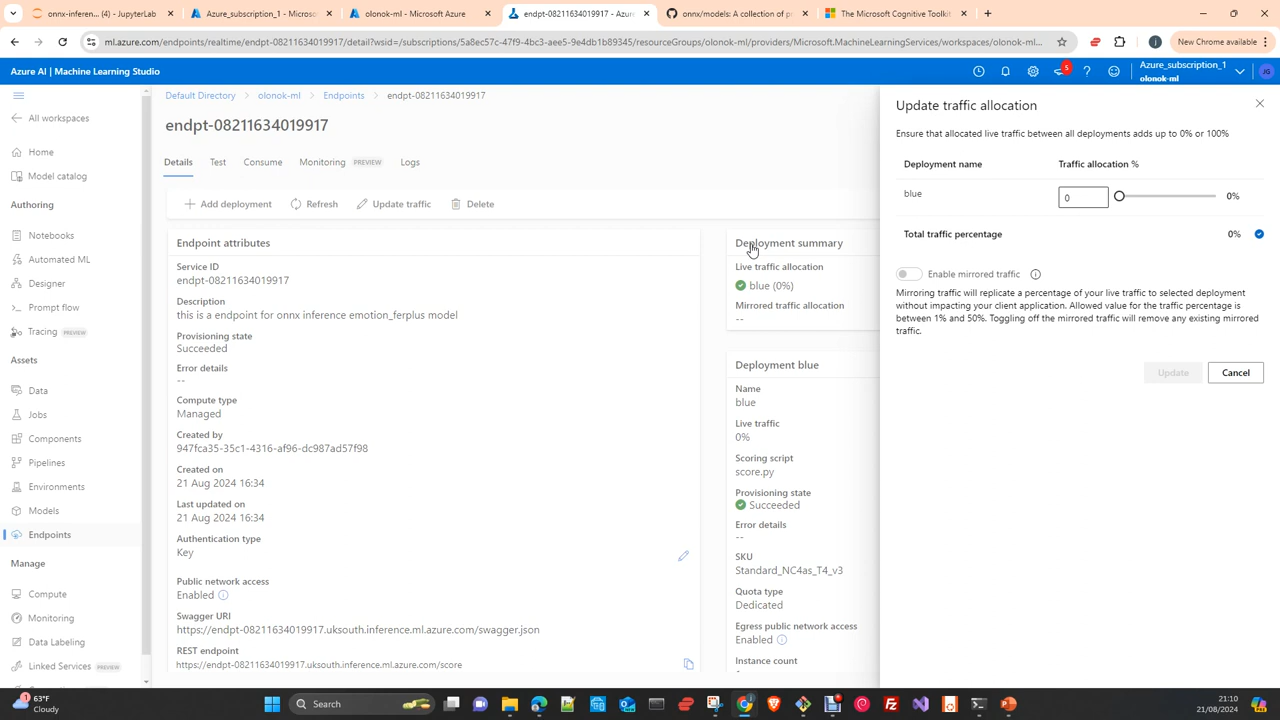 onnx-inferen... (4) - JupyterLab
Azure_subscription_1 - Microso
olonok-ml - Microsoft Azure
endpt-08211634019917 - Azure
onnx/models: A collection of p
The Microsoft Cognitive Toolkit
ml.azure.com/endpoints/realtime/endpt-08211634019917/detail?wsid=/subscriptions/5a8ec57c-47f9-4bc3-aee5-9e4db1b89345/resourceGroups/olonok-ml/providers/Microsoft.MachineLearningServices/workspaces/olonok-ml...
New Chrome available
Azure AI | Machine Learning Studio
5
Azure_subscription_1
olonok-ml
JG
All workspaces
Home
Model catalog
Authoring
Notebooks
Automated ML
Designer
Prompt flow
Tracing PREVIEW
Assets
Data
Jobs
Components
Pipelines
Environments
Models
Endpoints
Manage
Compute
Monitoring
Data Labeling
Linked Services PREVIEW
Default Directory > olonok-ml > Endpoints > endpt-08211634019917
endpt-08211634019917
Details Test Consume Monitoring PREVIEW Logs
Add deployment Refresh Update traffic Delete
Endpoint attributes
Service ID
endpt-08211634019917
Description
this is a endpoint for onnx inference emotion_ferplus model
Provisioning state
Succeeded
Error details
--
Compute type
Managed
Created by
947fca35-35c1-4316-af96-dc987ad57f98
Created on
21 Aug 2024 16:34
Last updated on
21 Aug 2024 16:34
Authentication type
Key
Public network access
Enabled
Swagger URI
https://endpt-08211634019917.uksouth.inference.ml.azure.com/swagger.json
REST endpoint
https://endpt-08211634019917.uksouth.inference.ml.azure.com/score
Deployment summary
Live traffic allocation
blue (0%)
Mirrored traffic allocation
--
Deployment blue
Name
blue
Live traffic
0%
Scoring script
score.py
Provisioning state
Succeeded
Error details
--
SKU
Standard_NC4as_T4_v3
Quota type
Dedicated
Egress public network access
Enabled
Instance count
Update traffic allocation
Ensure that allocated live traffic between all deployments adds up to 0% or 100%
Deployment name Traffic allocation %
blue 0 0%
Total traffic percentage 0%
Enable mirrored traffic
Mirroring traffic will replicate a percentage of your live traffic to selected deployment
without impacting your client application. Allowed value for the traffic percentage is
between 1% and 50%. Toggling off the mirrored traffic will remove any existing mirrored
traffic.
Update Cancel
1
63°F
Cloudy
Search
21:10
21/08/2024